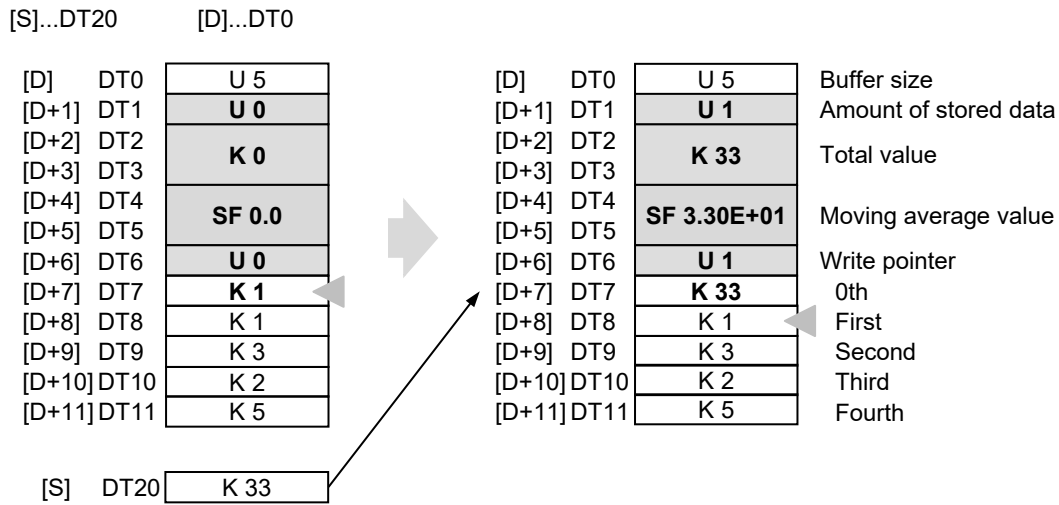 [S]...DT20 [D]...DT0
[D] DT0 U 5 [D] DT0 U 5 Buffer size
[D+1] DT1 U 0 [D+1] DT1 U 1 Amount of stored data
[D+2] DT2 [D+2] DT2
K 0 K 33 Total value
[D+3] DT3 [D+3] DT3
[D+4] DT4 [D+4] DT4
SF 0.0 SF 3.30E+01 Moving average value
[D+5] DT5 [D+5] DT5
[D+6] DT6 U 0 [D+6] DT6 U 1 Write pointer
[D+7] DT7 K 1 [D+7] DT7 K 33 0th
[D+8] DT8 K 1 [D+8] DT8 K 1 First
[D+9] DT9 K 3 [D+9] DT9 K 3 Second
[D+10] DT10 K 2 [D+10] DT10 K 2 Third
[D+11] DT11 K 5 [D+11] DT11 K 5 Fourth
[S] DT20 K 33